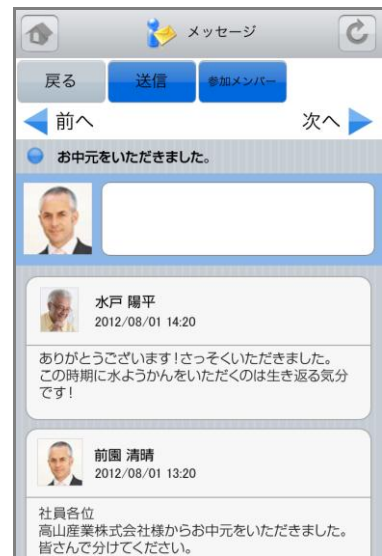 メッセージ
戻る 送信 参加メンバー
前へ 次へ
お中元をいただきました。
水戸 陽平
2012/08/01 14:20
ありがとうございます！さっそくいただきました。
この時期に水ようかんをいただくのは生き返る気分
です！
前園 清晴
2012/08/01 13:20
社員各位
高山産業株式会社様からお中元をいただきました。
皆さんで分けてください。